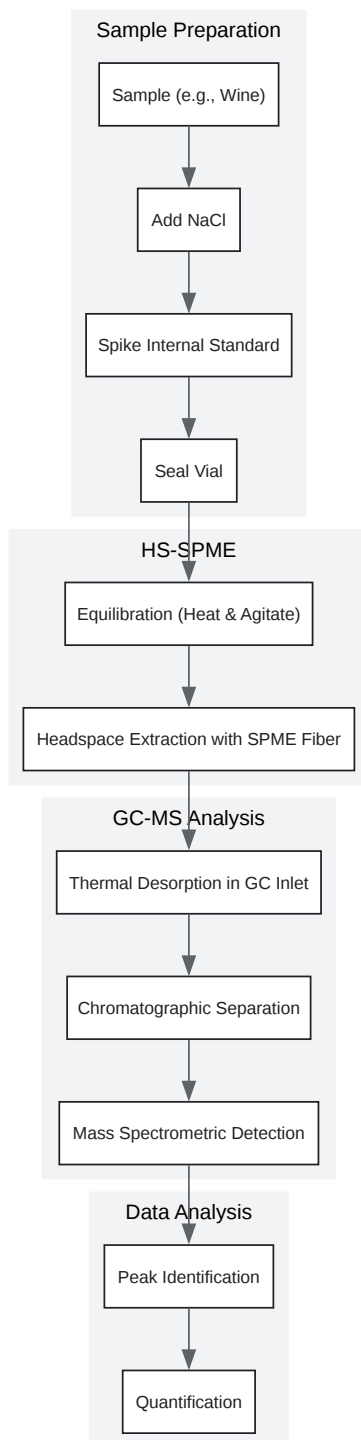 Sample Preparation
Sample (e.g., Wine)
Add NaCl
Spike Internal Standard
Seal Vial
HS-SPME
Equilibration (Heat & Agitate)
Headspace Extraction with SPME Fiber
GC-MS Analysis
Thermal Desorption in GC Inlet
Chromatographic Separation
Mass Spectrometric Detection
Data Analysis
Peak Identification
Quantification